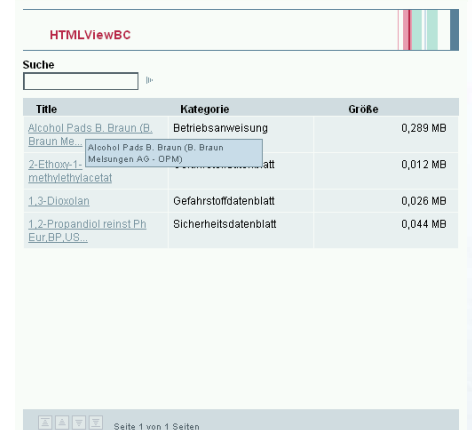 HTMLViewBC
Suche
Title Kategorie Größe
Alcohol Pads B. Braun (B. Betriebsanweisung 0,289 MB
Braun Me...
Alcohol Pads B. Braun (B. Braun
Melsungen AG - OPM)
2-Ethoxy-1- 0,012 MB
methylethylacetat
1,3-Dioxolan Gefahrstoffdatenblatt 0,026 MB
1,2-Propandiol reinst Ph Sicherheitsdatenblatt 0,044 MB
Eur,BP,US...
Seite 1 von 1 Seiten